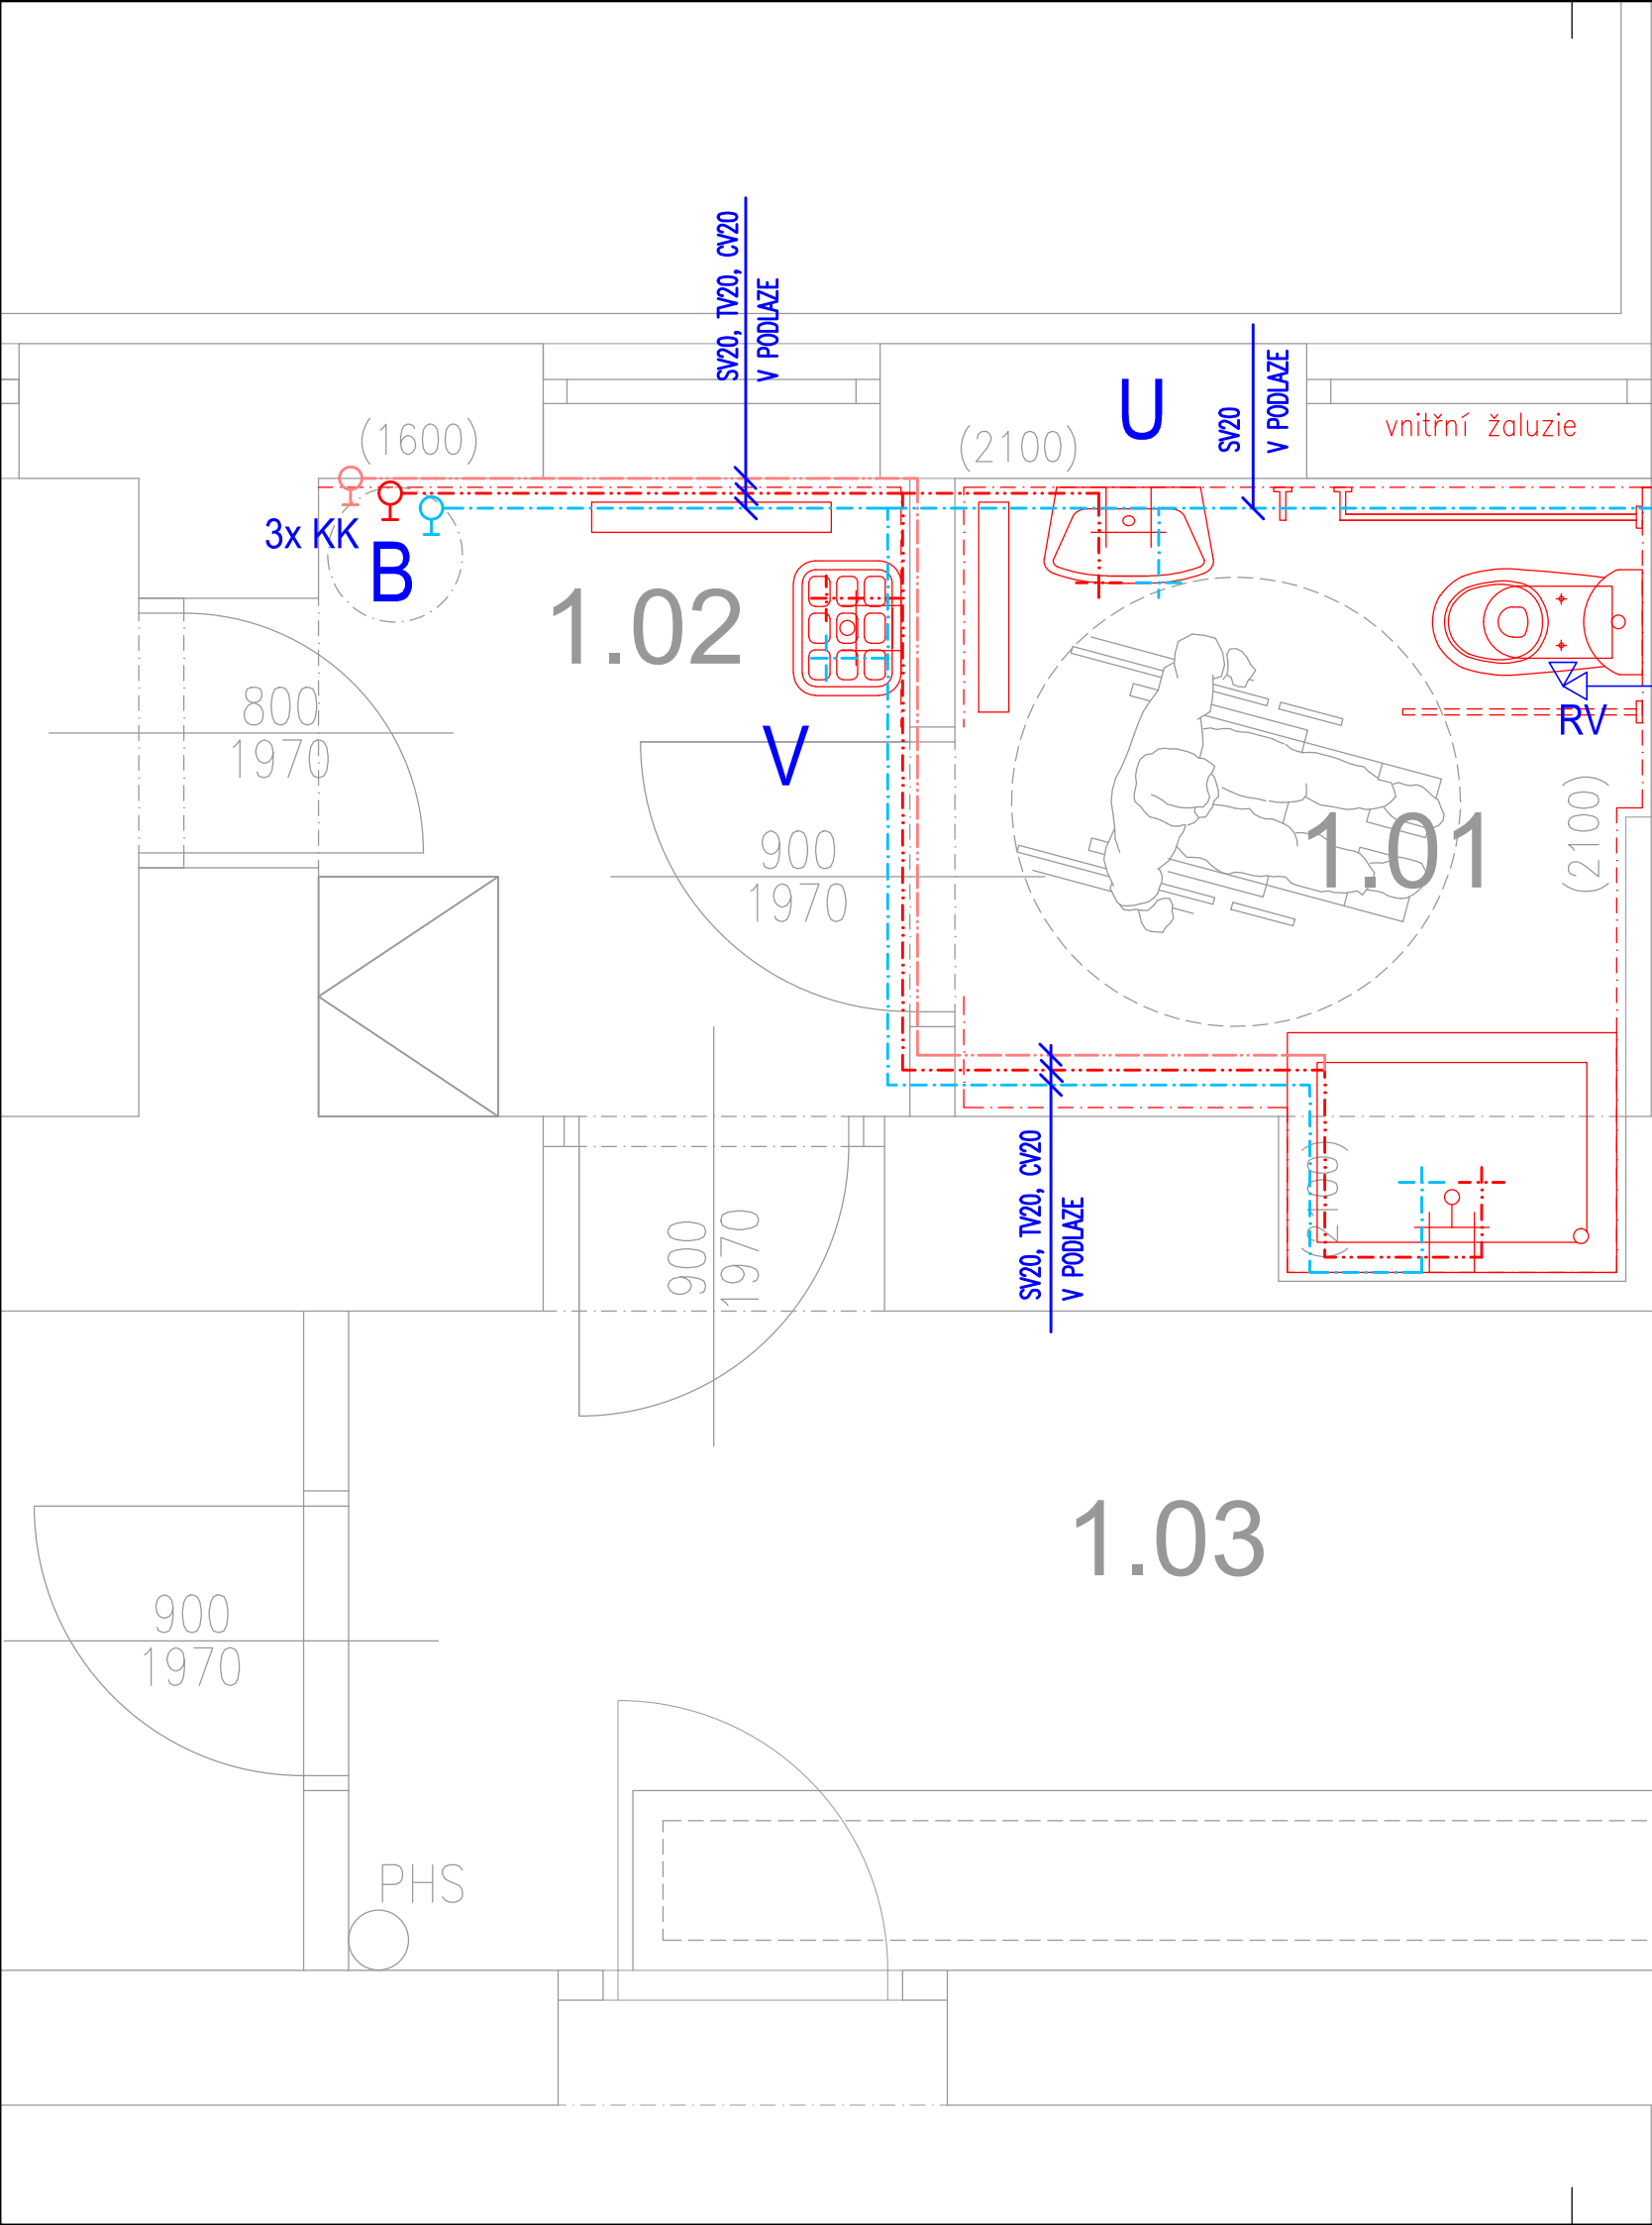 SV20, TV20, CV20
V PODLAZE
U
SV20
V PODLAZE
vnitřní žaluzie
(1600)
(2100)
3x KK
B
1.02
800
1970
V
RV
900
1970
1.01
(2100)
SV20, TV20, CV20
V PODLAZE
(2100)
900
1970
1.03
900
1970
PHS